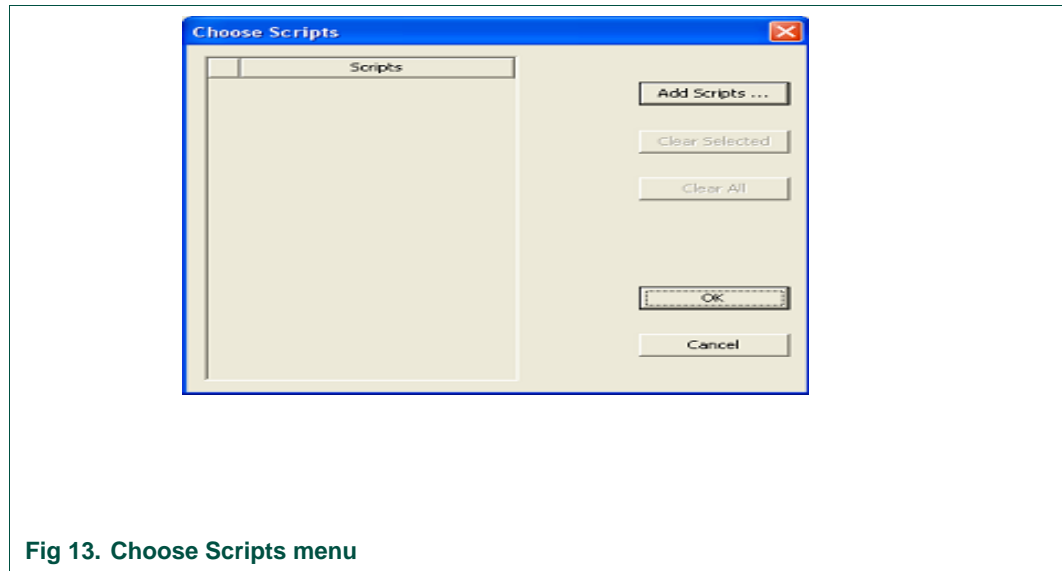 Choose Scripts
Scripts
Add Scripts ...
Clear Selected
Clear All
OK
Cancel
Fig 13. Choose Scripts menu